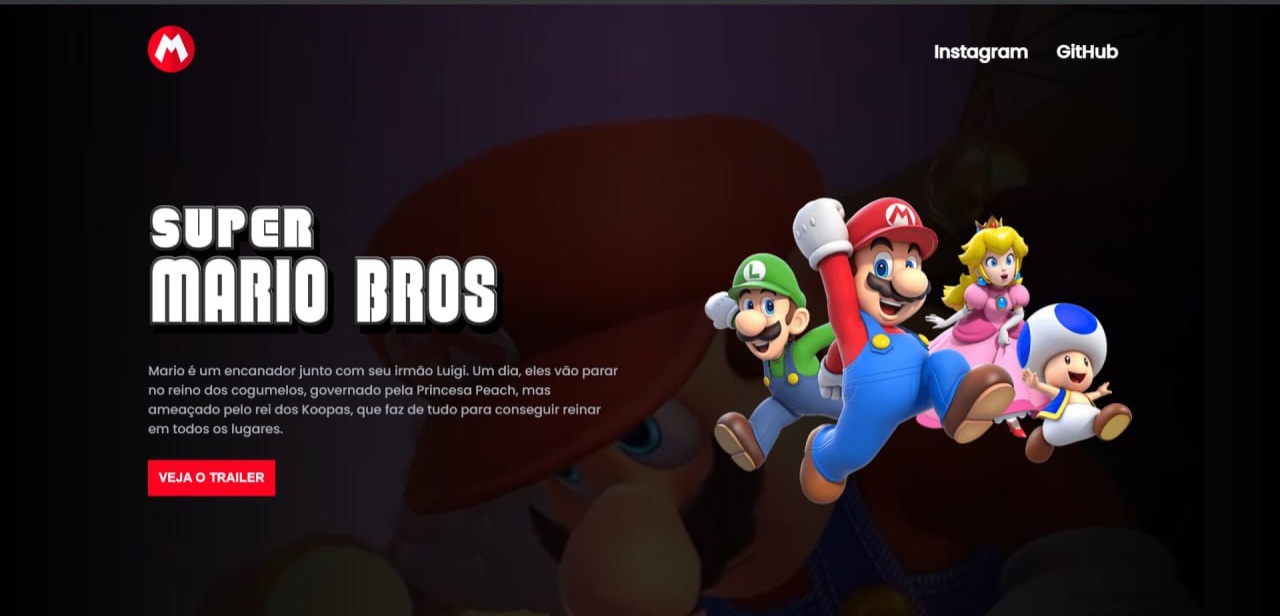 M
Instagram GitHub
SUPER
MARIO BROS
M
L
Mario é um encanador junto com seu irmão Luigi. Um dia, eles vão parar
no reino dos cogumelos, governado pela Princesa Peach, mas
ameaçado pelo rei dos Koopas, que faz de tudo para conseguir reinar
em todos os lugares.
VEJA O TRAILER